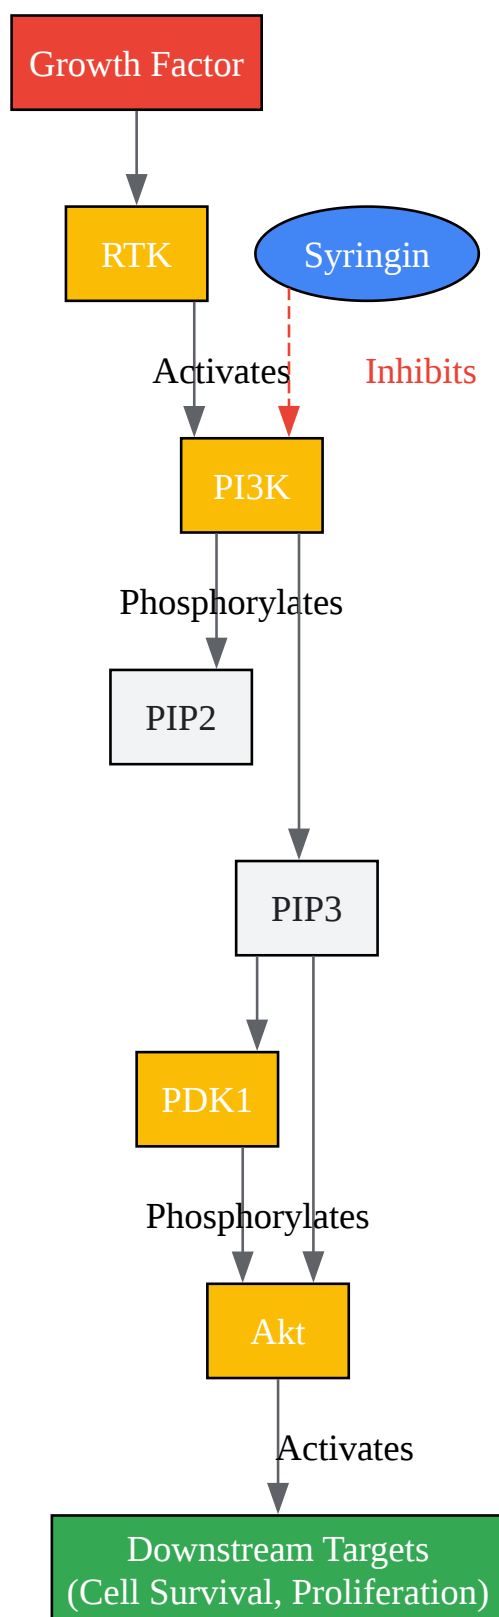 Growth Factor
RTK
Syringin
Activates
Inhibits
PI3K
Phosphorylates
PIP2
PIP3
PDK1
Phosphorylates
Akt
Activates
Downstream Targets
(Cell Survival, Proliferation)